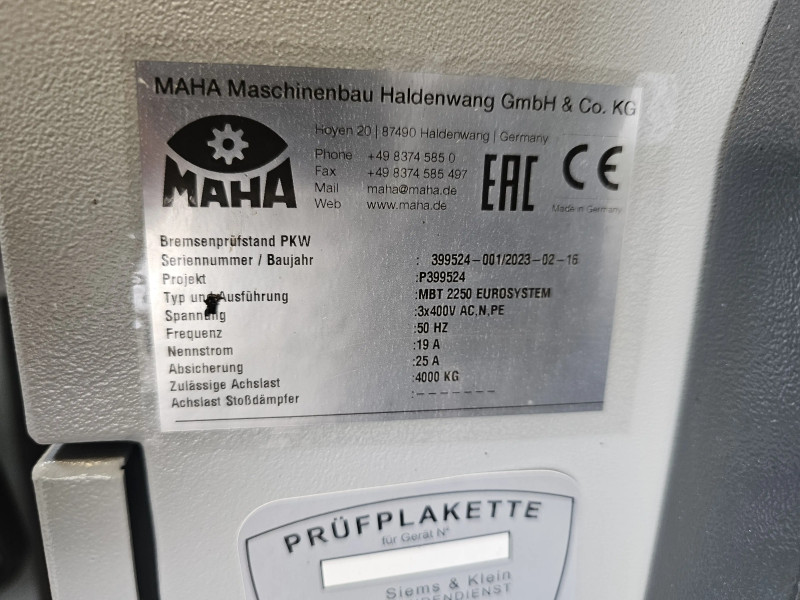 MAHA Maschinenbau Haldenwang GmbH & Co. KG
Hoyen 20 | 87490 Haldenwang | Germany
Phone +49 8374 585 0
Fax +49 8374 585 497
Mail maha@maha.de
Web www.maha.de
MAHA
EAC
CE
Made in Germany
Bremsenprüfstand PKW
Seriennummer / Baujahr : 399524-001/2023-02-16
Projekt :P399524
Typ und Ausführung :MBT 2250 EUROSYSTEM
Spannung :3x400V AC,N,PE
Frequenz :50 HZ
Nennstrom :19 A
Absicherung :25 A
Zulässige Achslast :4000 KG
Achslast Stoßdämpfer :-------
PRÜFPLAKETTE
für Gerät N°
Siems & Klein